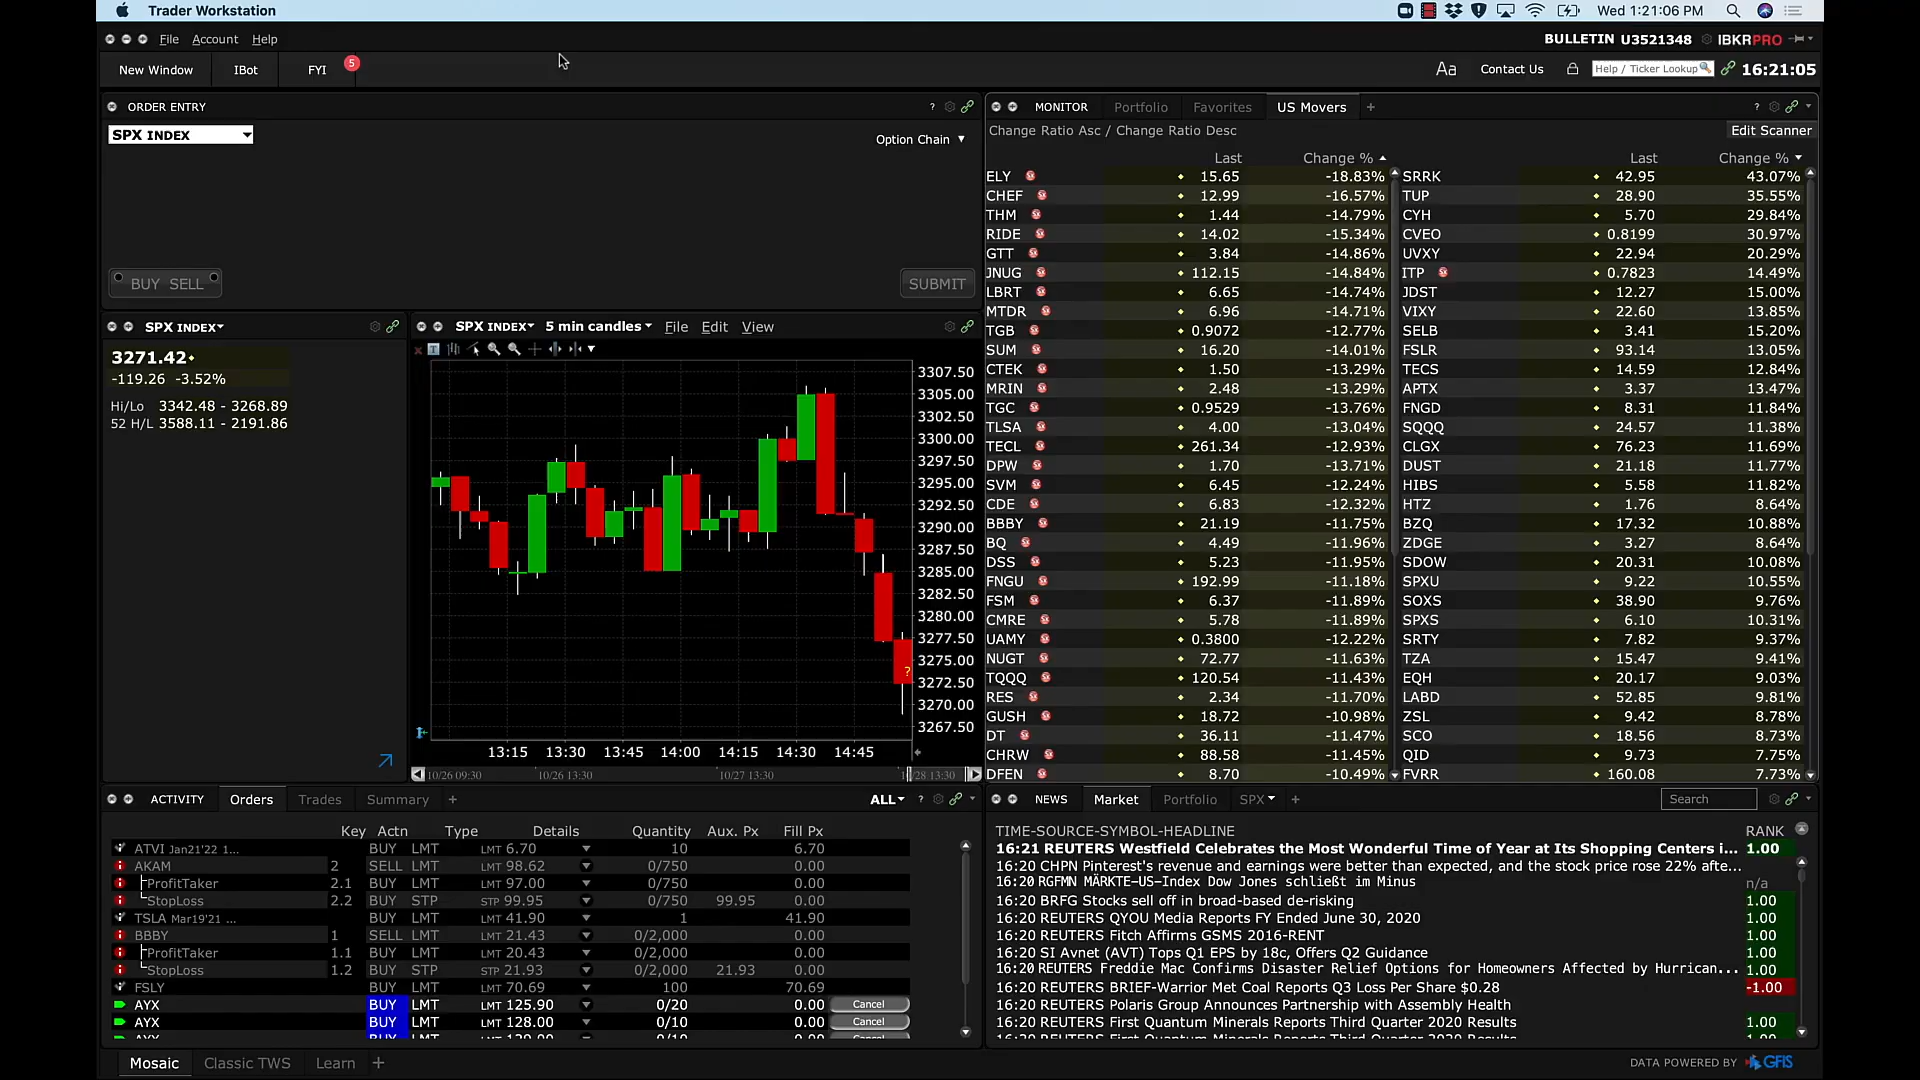 Trader Workstation
Wed 1:21:06 PM
File Account Help
BULLETIN U3521348 IBKRPRO
New Window IBot FYI 5
Aa Contact Us Help / Ticker Lookup 16:21:05
ORDER ENTRY ?
SPX INDEX
Option Chain
BUY SELL
SUBMIT
SPX INDEX
3271.42
-119.26 -3.52%
Hi/Lo 3342.48 - 3268.89
52 H/L 3588.11 - 2191.86
SPX INDEX 5 min candles File Edit View
3307.50
3305.00
3302.50
3300.00
3297.50
3295.00
3292.50
3290.00
3287.50
3285.00
3282.50
3280.00
3277.50
3275.00
3272.50
3270.00
3267.50
?
13:15 13:30 13:45 14:00 14:15 14:30 14:45
10/26 09:30 10/26 13:30 10/27 13:30 /28 13:30
MONITOR Portfolio Favorites US Movers + ?
Change Ratio Asc / Change Ratio Desc Edit Scanner
Last Change % Last Change %
ELY 15.65 -18.83% SRRK 42.95 43.07%
CHEF 12.99 -16.57% TUP 28.90 35.55%
THM 1.44 -14.79% CYH 5.70 29.84%
RIDE 14.02 -15.34% CVEO 0.8199 30.97%
GTT 3.84 -14.86% UVXY 22.94 20.29%
JNUG 112.15 -14.84% ITP 0.7823 14.49%
LBRT 6.65 -14.74% JDST 12.27 15.00%
MTDR 6.96 -14.71% VIXY 22.60 13.85%
TGB 0.9072 -12.77% SELB 3.41 15.20%
SUM 16.20 -14.01% FSLR 93.14 13.05%
CTEK 1.50 -13.29% TECS 14.59 12.84%
MRIN 2.48 -13.29% APTX 3.37 13.47%
TGC 0.9529 -13.76% FNGD 8.31 11.84%
TLSA 4.00 -13.04% SQQQ 24.57 11.38%
TECL 261.34 -12.93% CLGX 76.23 11.69%
DPW 1.70 -13.71% DUST 21.18 11.77%
SVM 6.45 -12.24% HIBS 5.58 11.82%
CDE 6.83 -12.32% HTZ 1.76 8.64%
BBBY 21.19 -11.75% BZQ 17.32 10.88%
BQ 4.49 -11.96% ZDGE 3.27 8.64%
DSS 5.23 -11.95% SDOW 20.31 10.08%
FNGU 192.99 -11.18% SPXU 9.22 10.55%
FSM 6.37 -11.89% SOXS 38.90 9.76%
CMRE 5.78 -11.89% SPXS 6.10 10.31%
UAMY 0.3800 -12.22% SRTY 7.82 9.37%
NUGT 72.77 -11.63% TZA 15.47 9.41%
TQQQ 120.54 -11.43% EQH 20.17 9.03%
RES 2.34 -11.70% LABD 52.85 9.81%
GUSH 18.72 -10.98% ZSL 9.42 8.78%
DT 36.11 -11.47% SCO 18.56 8.73%
CHRW 88.58 -11.45% QID 9.73 7.75%
DFEN 8.70 -10.49% FVRR 160.08 7.73%
ACTIVITY Orders Trades Summary + ALL ?
Key Actn Type Details Quantity Aux. Px Fill Px
ATVI Jan21'22 1... BUY LMT LMT 6.70 10 6.70
AKAM 2 SELL LMT LMT 98.62 0/750 0.00
ProfitTaker 2.1 BUY LMT LMT 97.00 0/750 0.00
StopLoss 2.2 BUY STP STP 99.95 0/750 99.95 0.00
TSLA Mar19'21 ... BUY LMT LMT 41.90 1 41.90
BBBY 1 SELL LMT LMT 21.43 0/2,000 0.00
ProfitTaker 1.1 BUY LMT LMT 20.43 0/2,000 0.00
StopLoss 1.2 BUY STP STP 21.93 0/2,000 21.93 0.00
FSLY BUY LMT LMT 70.69 100 70.69
AYX BUY LMT LMT 125.90 0/20 0.00 Cancel
AYX BUY LMT LMT 128.00 0/10 0.00 Cancel
NEWS Market Portfolio SPX + Search
TIME-SOURCE-SYMBOL-HEADLINE RANK
16:21 REUTERS Westfield Celebrates the Most Wonderful Time of Year at Its Shopping Centers i... 1.00
16:20 CHPN Pinterest's revenue and earnings were better than expected, and the stock price rose 22% afte...
16:20 RGFMN MÄRKTE-US-Index Dow Jones schließt im Minus n/a
16:20 BRFG Stocks sell off in broad-based de-risking 1.00
16:20 REUTERS QYOU Media Reports FY Ended June 30, 2020 1.00
16:20 REUTERS Fitch Affirms GSMS 2016-RENT 1.00
16:20 SI Avnet (AVT) Tops Q1 EPS by 18c, Offers Q2 Guidance 1.00
16:20 REUTERS Freddie Mac Confirms Disaster Relief Options for Homeowners Affected by Hurrican... 1.00
16:20 REUTERS BRIEF-Warrior Met Coal Reports Q3 Loss Per Share $0.28 -1.00
16:20 REUTERS Polaris Group Announces Partnership with Assembly Health
16:20 REUTERS First Quantum Minerals Reports Third Quarter 2020 Results 1.00
Mosaic Classic TWS Learn +
DATA POWERED BY GFIS